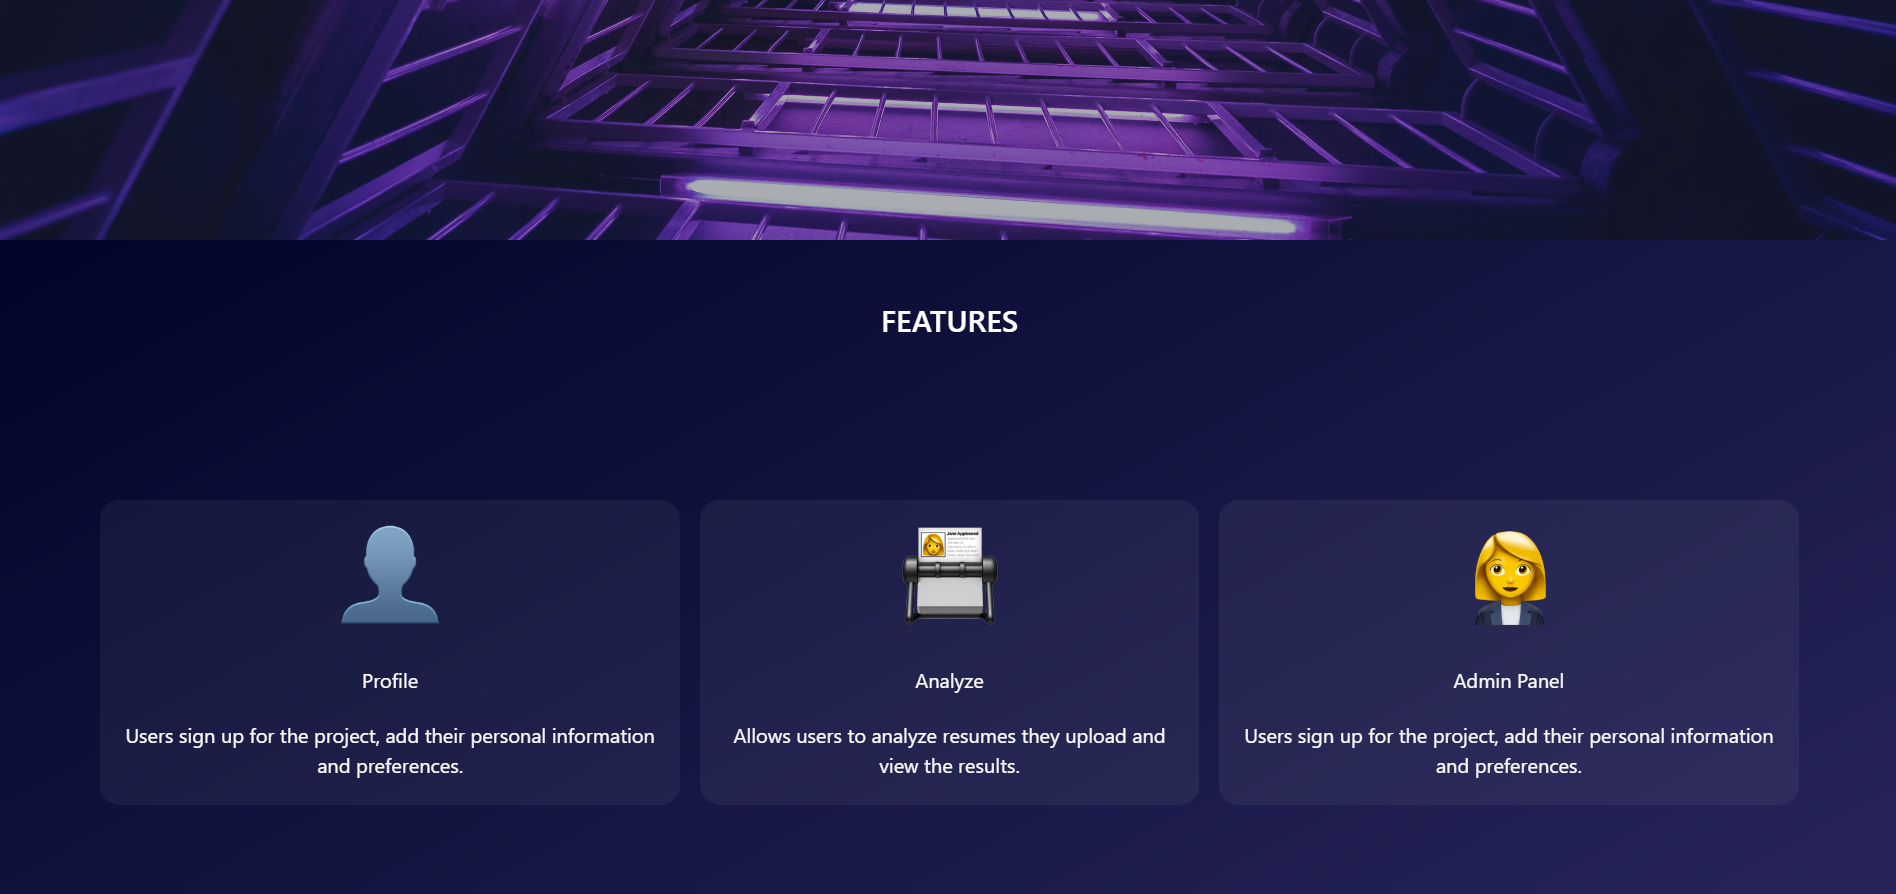 FEATURES
Jane Appleseed
Profile
Users sign up for the project, add their personal information
and preferences.
Analyze
Allows users to analyze resumes they upload and
view the results.
Admin Panel
Users sign up for the project, add their personal information
and preferences.